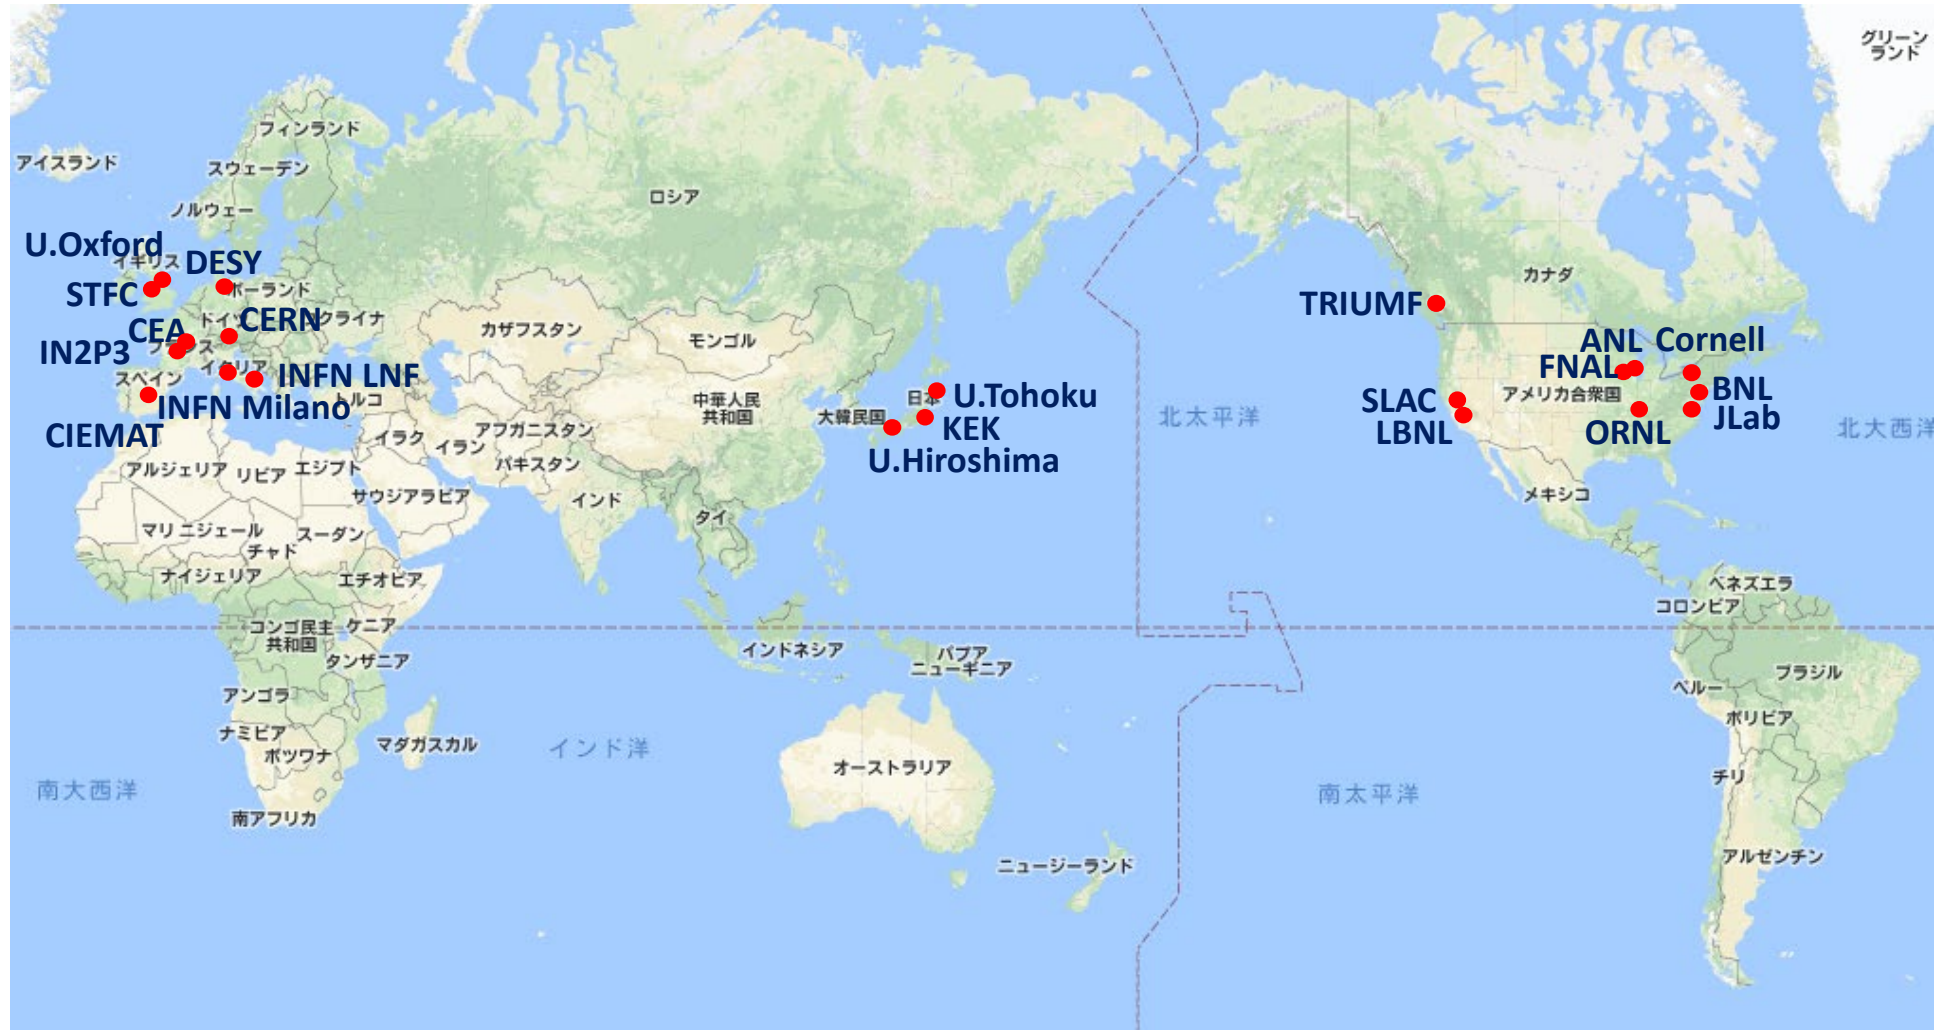 グリーン
ランド
フィンランド
アイスランド
スウェーデン
ロシア
ノルウェー
U.Oxford
イギリス
DESY
カナダ
STFC
ポーランド
TRIUMF
CERN
CEA
カザフスタン
モンゴル
ANL
Cornell
IN2P3
FNAL
スペイン
イタリア
INFN LNF
アメリカ合衆国
BNL
トルコ
中華人民
共和国
日本
U.Tohoku
SLAC
INFN Milano
大韓民国
北太平洋
JLab
北大西洋
CIEMAT
イラク
イラン
アフガニスタン
KEK
LBNL
ORNL
パキスタン
U.Hiroshima
アルジェリア
リビア
エジプト
サウジアラビア
インド
メキシコ
タイ
マリ
ニジェール
スーダン
チャド
ナイジェリア
エチオピア
ベネズエラ
コロンビア
コンゴ民主
共和国
ケニア
インドネシア
パプア
ニューギニア
タンザニア
ブラジル
アンゴラ
ペルー
ボリビア
ナミビア
ボツワナ
マダガスカル
インド洋
オーストラリア
チリ
南大西洋
南太平洋
南アフリカ
ニュージーランド
アルゼンチン